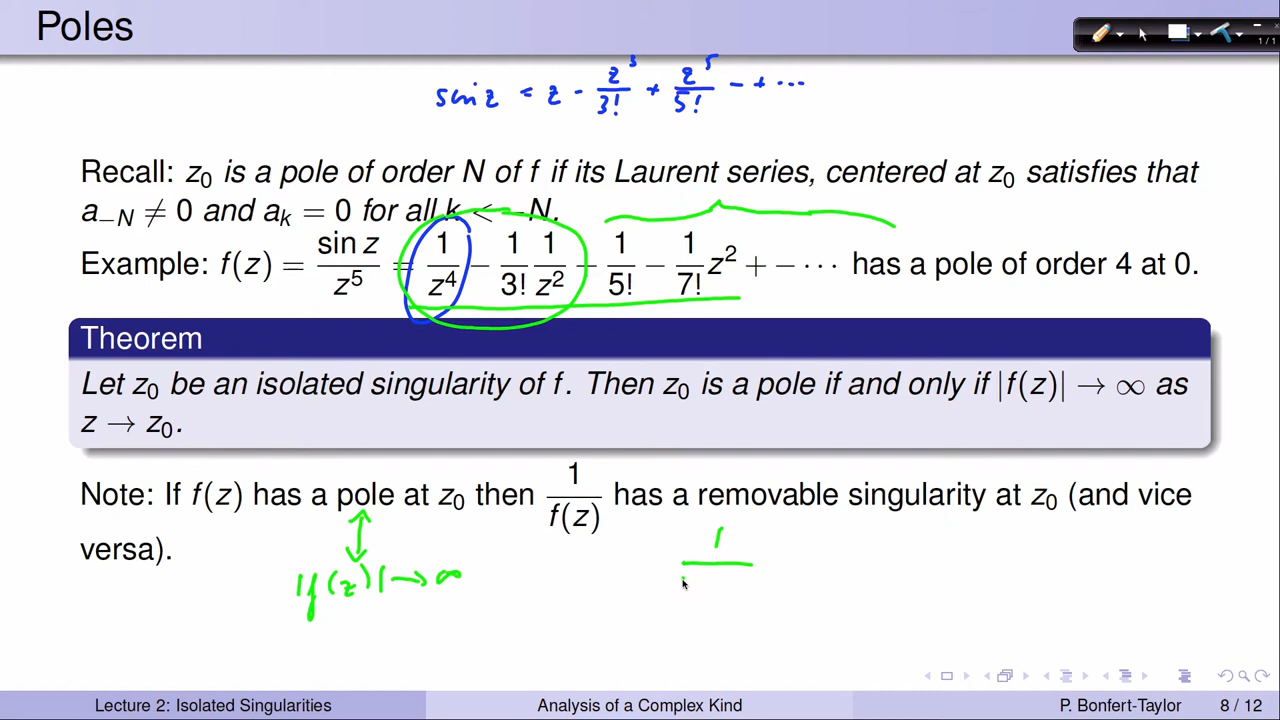 Poles
1/1
sin z = z - z³/3! + z⁵/5! - + ...
Recall: z₀ is a pole of order N of f if its Laurent series, centered at z₀ satisfies that
a₋N ≠ 0 and aₖ = 0 for all k < −N.
Example: f(z) = sin z/z⁵ = 1/z⁴ − 1/3! 1/z² − 1/5! − 1/7! z² + − ⋯ has a pole of order 4 at 0.
Theorem
Let z₀ be an isolated singularity of f. Then z₀ is a pole if and only if |f(z)| → ∞ as
z → z₀.
Note: If f(z) has a pole at z₀ then 1/f(z) has a removable singularity at z₀ (and vice
versa).
|f(z)| → ∞
1
Lecture 2: Isolated Singularities Analysis of a Complex Kind P. Bonfert-Taylor 8 / 12